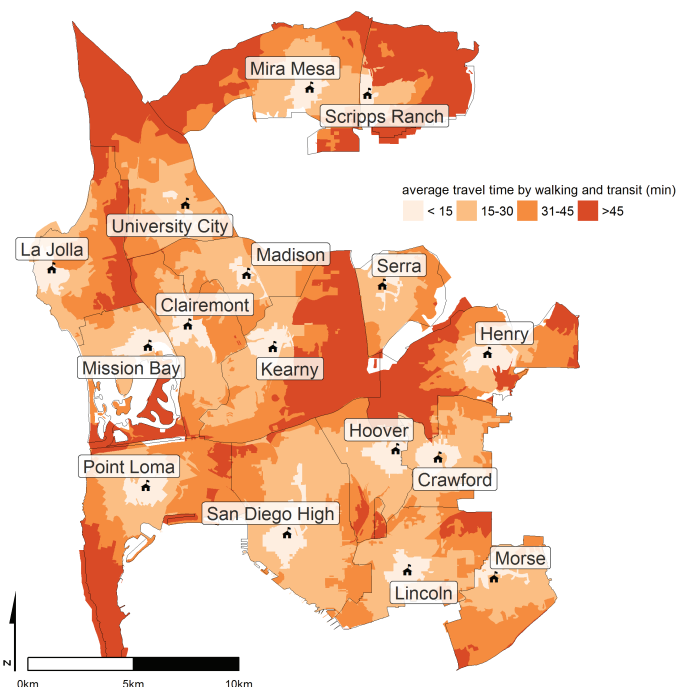 Mira Mesa
Scripps Ranch
average travel time by walking and transit (min)
< 15 15-30 31-45 >45
University City
La Jolla
Madison
Serra
Clairemont
Henry
Mission Bay
Kearny
Hoover
Point Loma
Crawford
San Diego High
Morse
Lincoln
N
0km 5km 10km